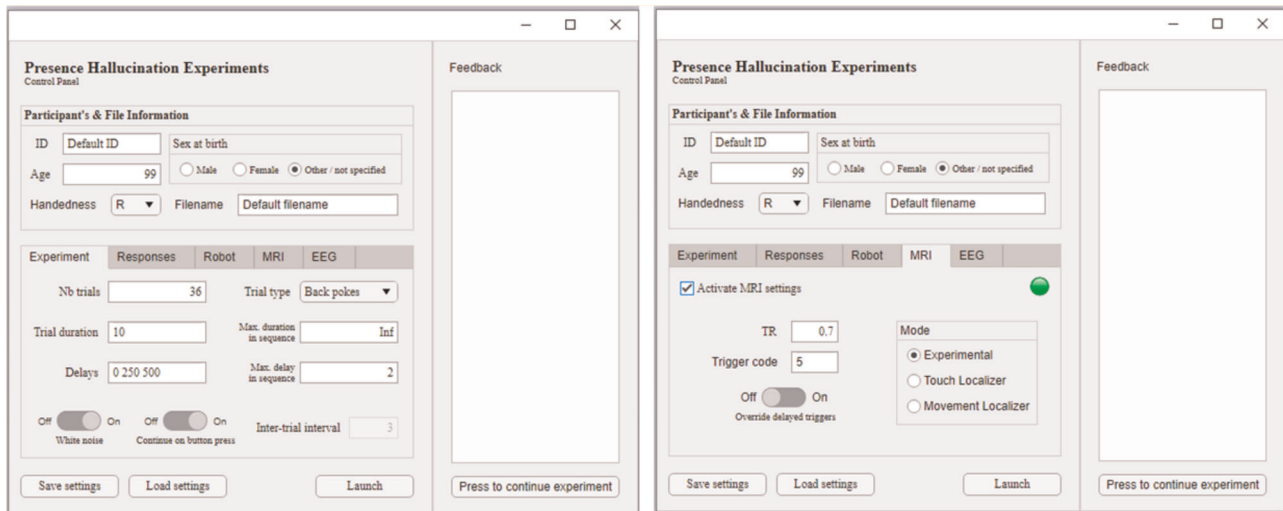 Presence Hallucination Experiments
Control Panel
Participant's & File Information
ID Default ID Sex at birth
Age 99 Male Female Other / not specified
Handedness R Filename Default filename
Experiment Responses Robot MRI EEG
Nb trials 36 Trial type Back pokes
Trial duration 10 Max. duration in sequence Inf
Delays 0 250 500 Max. delay in sequence 2
Off On Off On Inter-trial interval 3
White noise Continue on button press
Save settings Load settings Launch
Feedback
Press to continue experiment
Presence Hallucination Experiments
Control Panel
Participant's & File Information
ID Default ID Sex at birth
Age 99 Male Female Other / not specified
Handedness R Filename Default filename
Experiment Responses Robot MRI EEG
Activate MRI settings
TR 0.7 Mode
Experimental
Trigger code 5 Touch Localizer
Off On Movement Localizer
Override delayed triggers
Save settings Load settings Launch
Feedback
Press to continue experiment